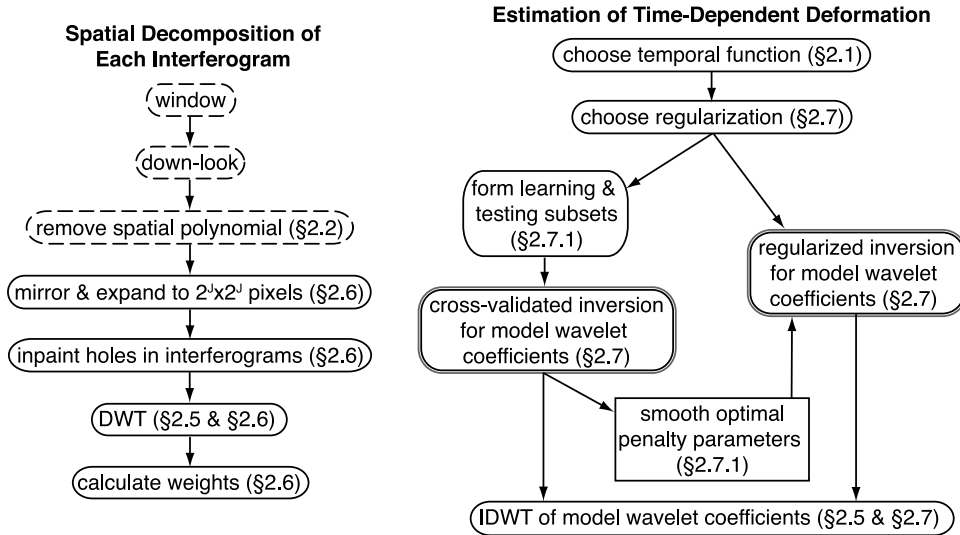 Spatial Decomposition of
Each Interferogram
window
down-look
remove spatial polynomial (§2.2)
mirror & expand to 2ᴶx2ᴶ pixels (§2.6)
inpaint holes in interferograms (§2.6)
DWT (§2.5 & §2.6)
calculate weights (§2.6)
Estimation of Time-Dependent Deformation
choose temporal function (§2.1)
choose regularization (§2.7)
form learning &
testing subsets
(§2.7.1)
regularized inversion
for model wavelet
coefficients (§2.7)
cross-validated inversion
for model wavelet
coefficients (§2.7)
smooth optimal
penalty parameters
(§2.7.1)
IDWT of model wavelet coefficients (§2.5 & §2.7)